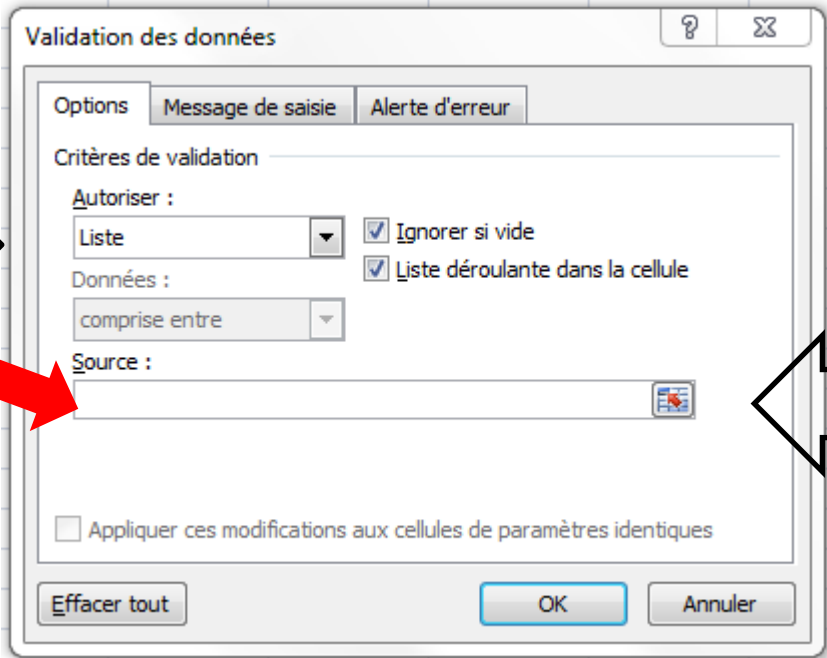 Validation des données
Options
Message de saisie
Alerte d'erreur
Critères de validation
Autoriser :
Liste
Ignorer si vide
Données :
Liste déroulante dans la cellule
comprise entre
Source :
Appliquer ces modifications aux cellules de paramètres identiques
Effacer tout
OK
Annuler